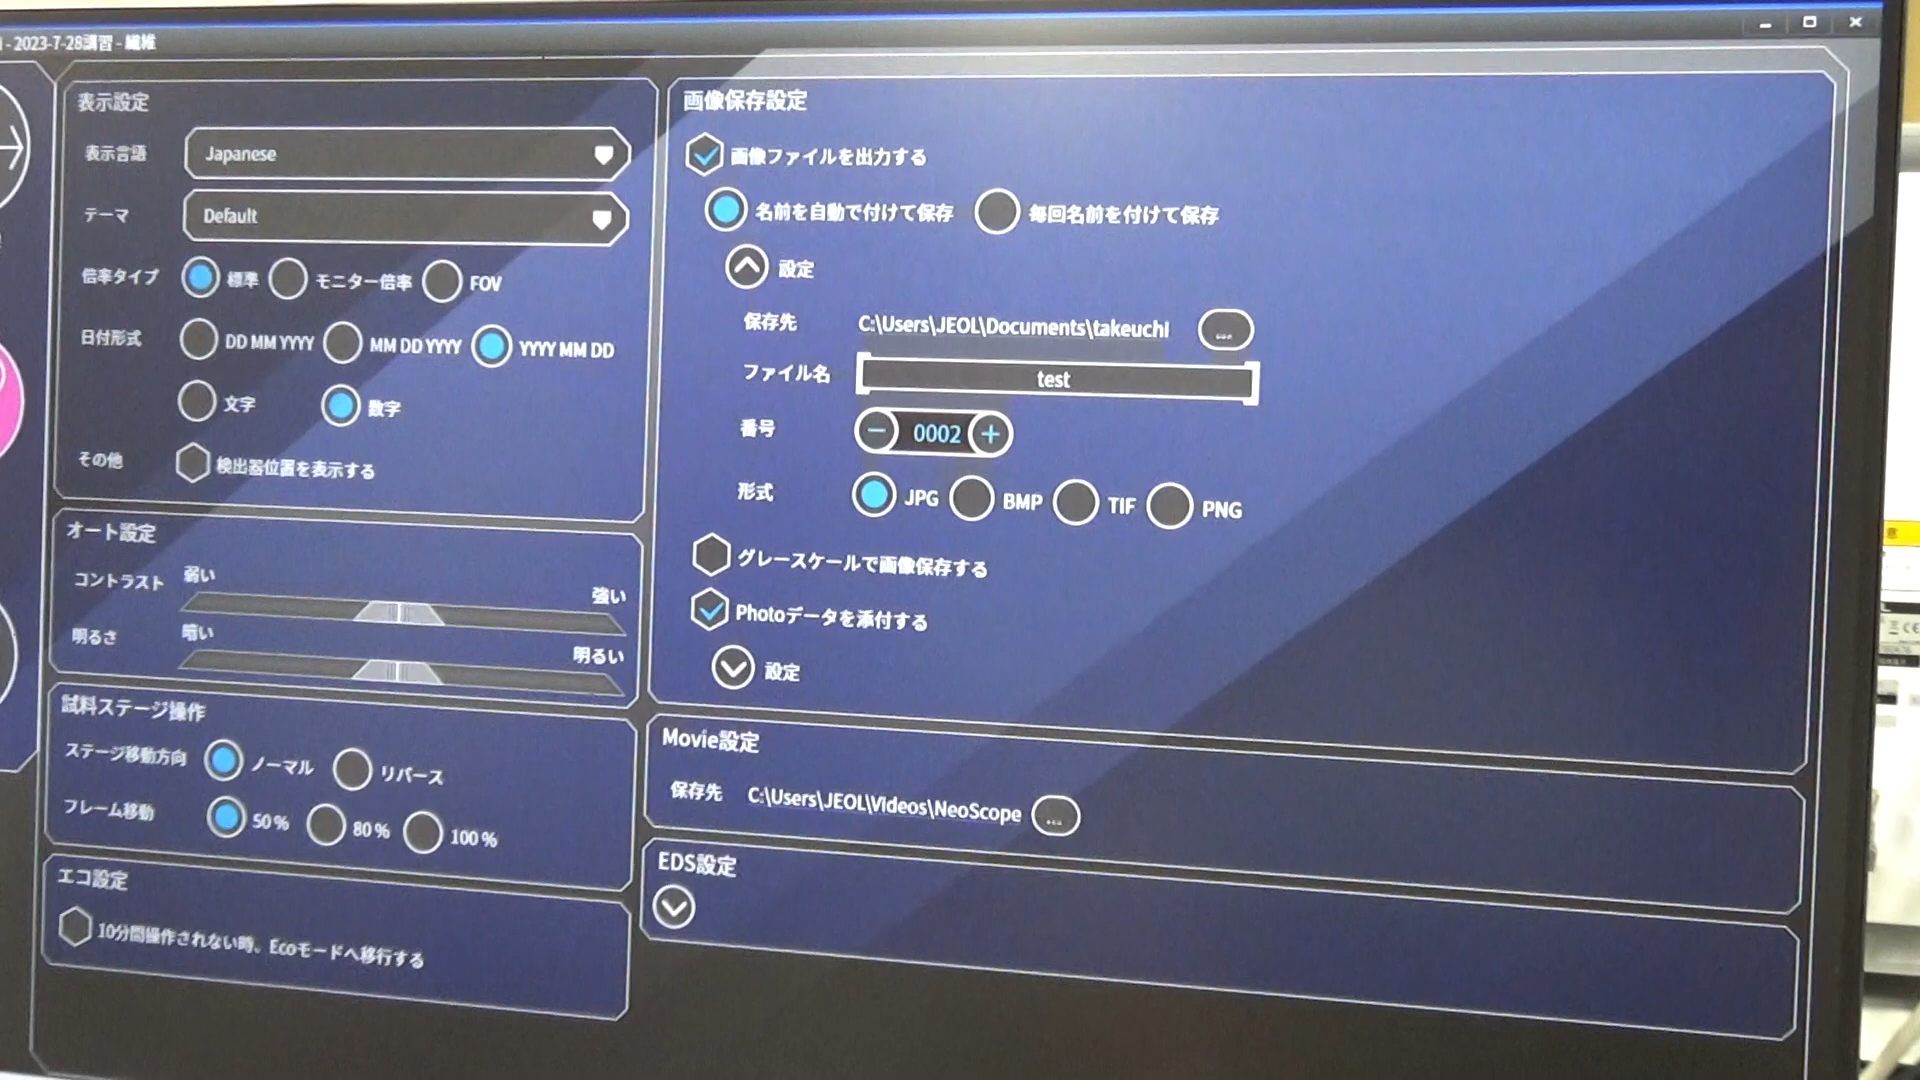 - 2023-7-28講習 - 繊維
表示設定
表示言語 Japanese
テーマ Default
倍率タイプ 標準 モニター倍率 FOV
日付形式 DD MM YYYY MM DD YYYY YYYY MM DD
文字 数字
その他 検出器位置を表示する
オート設定
コントラスト 弱い 強い
明るさ 暗い 明るい
試料ステージ操作
ステージ移動方向 ノーマル リバース
フレーム移動 50 % 80 % 100 %
エコ設定
10分間操作されない時、Ecoモードへ移行する
画像保存設定
画像ファイルを出力する
名前を自動で付けて保存 毎回名前を付けて保存
設定
保存先 C:\Users\JEOL\Documents\takeuchi ...
ファイル名 test
番号 − 0002 +
形式 JPG BMP TIF PNG
グレースケールで画像保存する
Photoデータを添付する
設定
Movie設定
保存先 C:\Users\JEOL\Videos\NeoScope ...
EDS設定